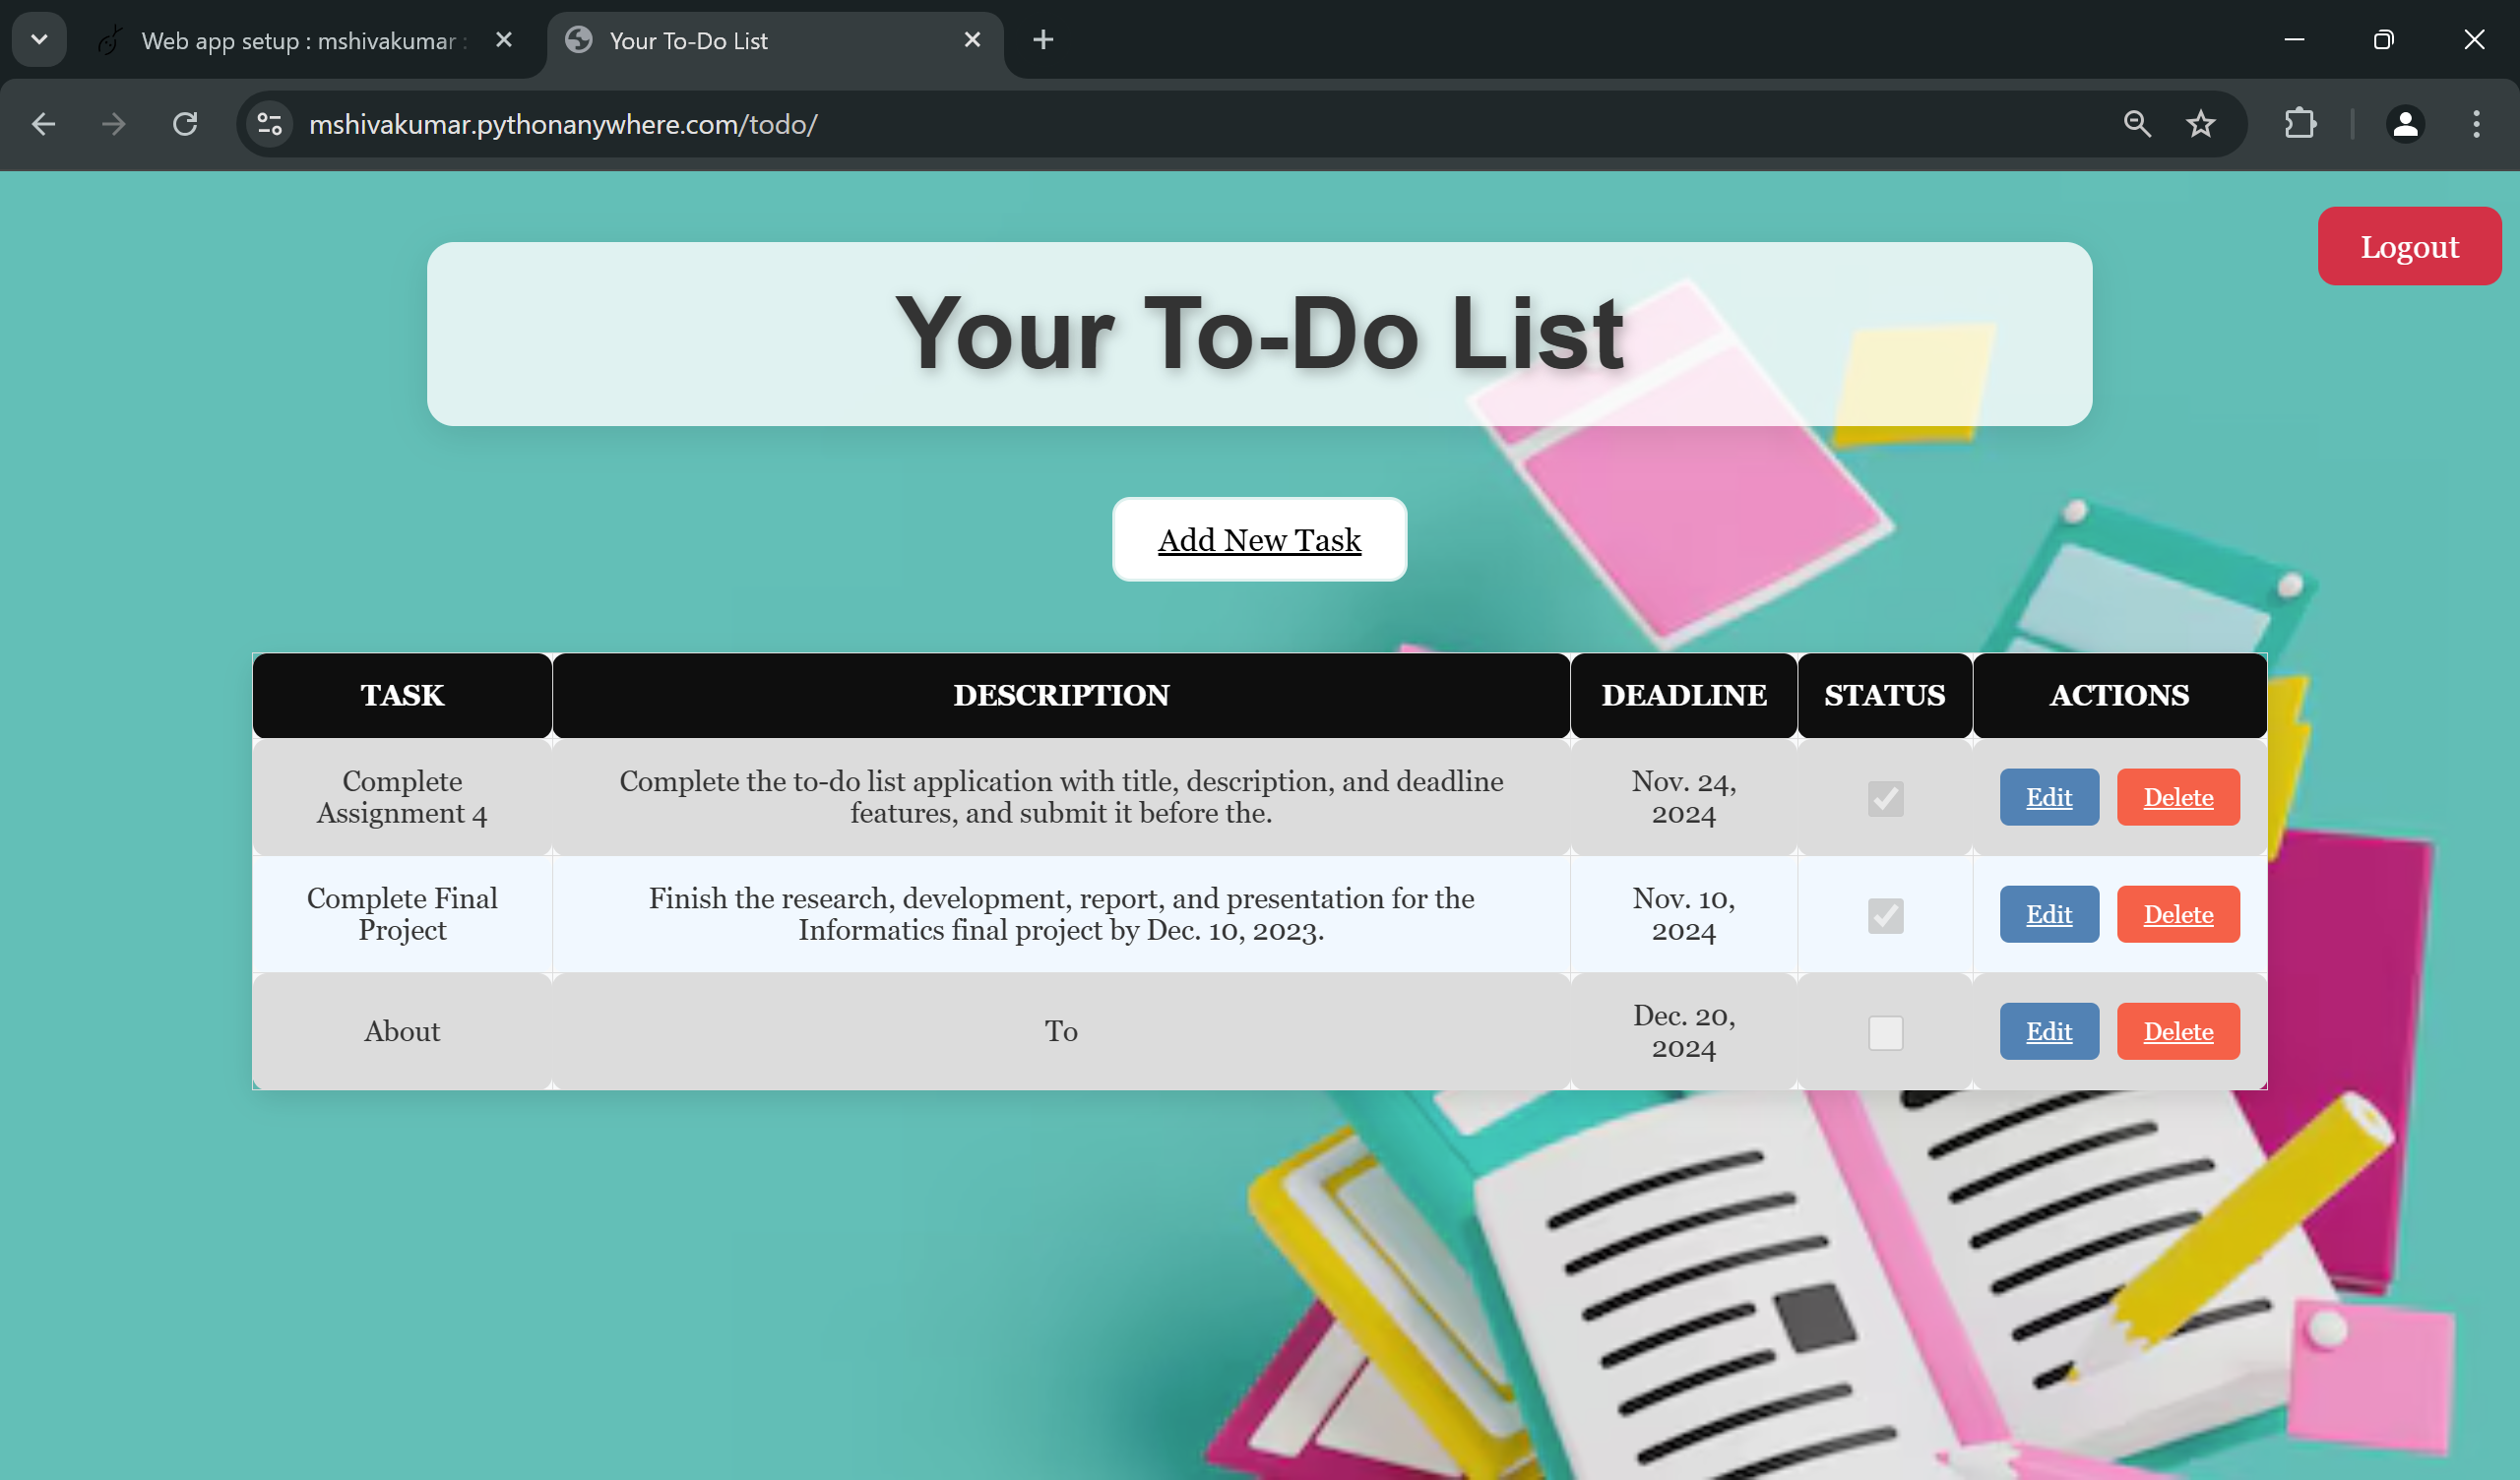 Web app setup : mshivakumar :
Your To-Do List
mshivakumar.pythonanywhere.com/todo/
Logout
Your To-Do List
Add New Task
TASK DESCRIPTION DEADLINE STATUS ACTIONS
Complete
Assignment 4
Complete the to-do list application with title, description, and deadline
features, and submit it before the.
Nov. 24,
2024
Edit Delete
Complete Final
Project
Finish the research, development, report, and presentation for the
Informatics final project by Dec. 10, 2023.
Nov. 10,
2024
Edit Delete
About
To
Dec. 20,
2024
Edit Delete